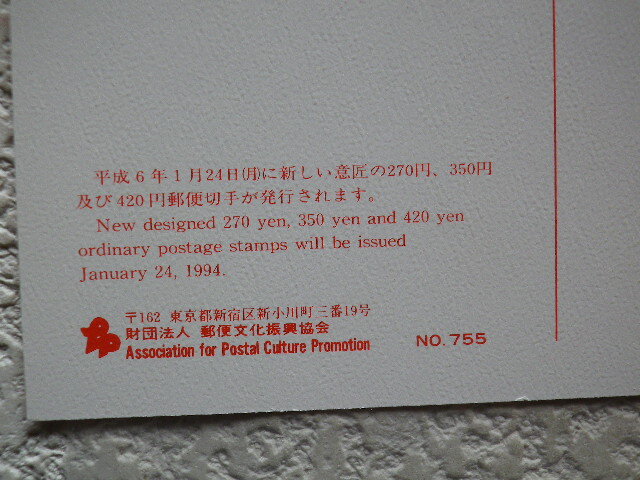 平成6年1月24日(月)に新しい意匠の270円、350円
及び420円郵便切手が発行されます。
New designed 270 yen, 350 yen and 420 yen
ordinary postage stamps will be issued
January 24, 1994.
〒162 東京都新宿区新小川町三番19号
財団法人 郵便文化振興協会
Association for Postal Culture Promotion
NO.755